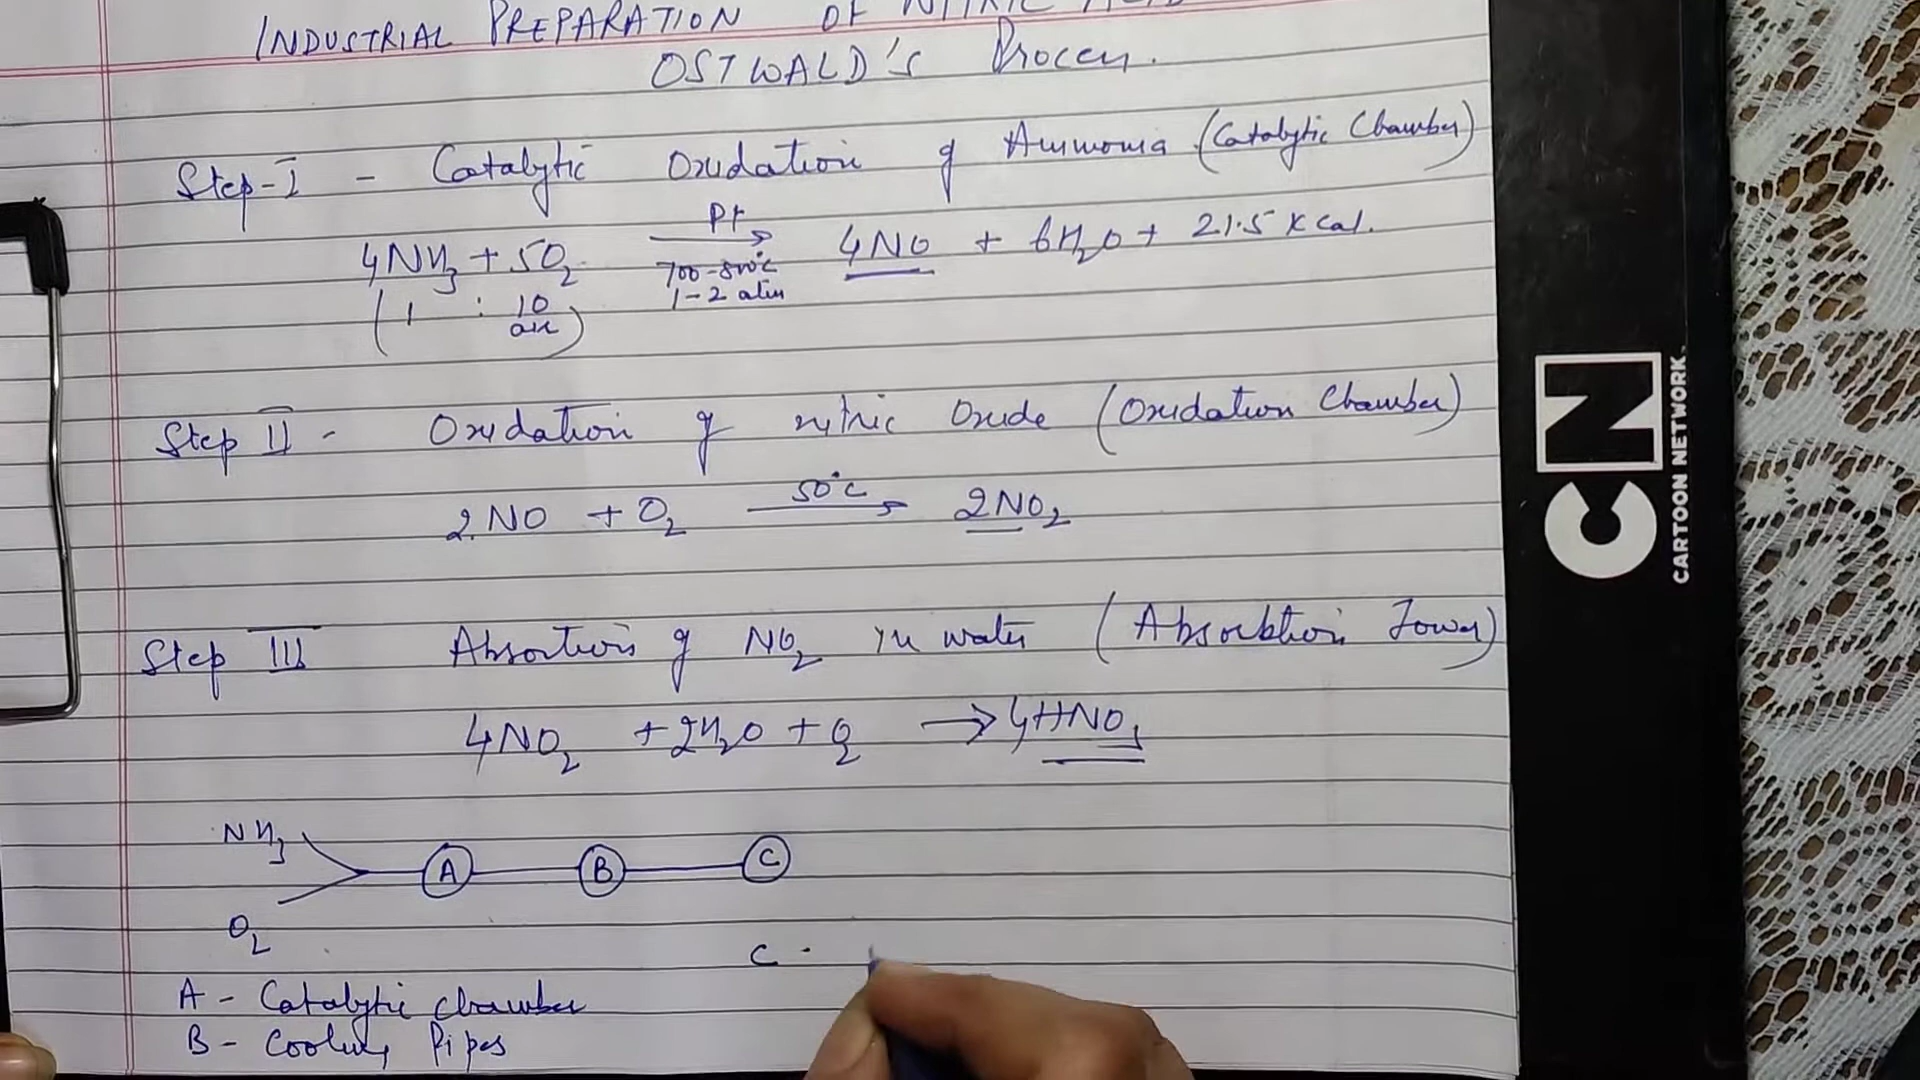 INDUSTRIAL PREPARATION OF NITRIC ACID
OSTWALD'S Process.
Step-I - Catalytic Oxidation of Ammonia (Catalytic Chamber)
Pt
4NH3 + 5O2 → 4NO + 6H2O + 21.5 K cal.
700-800°C
1-2 atm
(1 : 10 air)
Step II - Oxidation of nitric Oxide (Oxidation Chamber)
50°C
2NO + O2 → 2NO2
Step III Absortion of NO2 in water (Absorbtion Tower)
4NO2 + 2H2O + O2 → 4HNO3
NH3
A B C
O2
C -
A - Catalytic chamber
B - Cooling Pipes
CN
CARTOON NETWORK